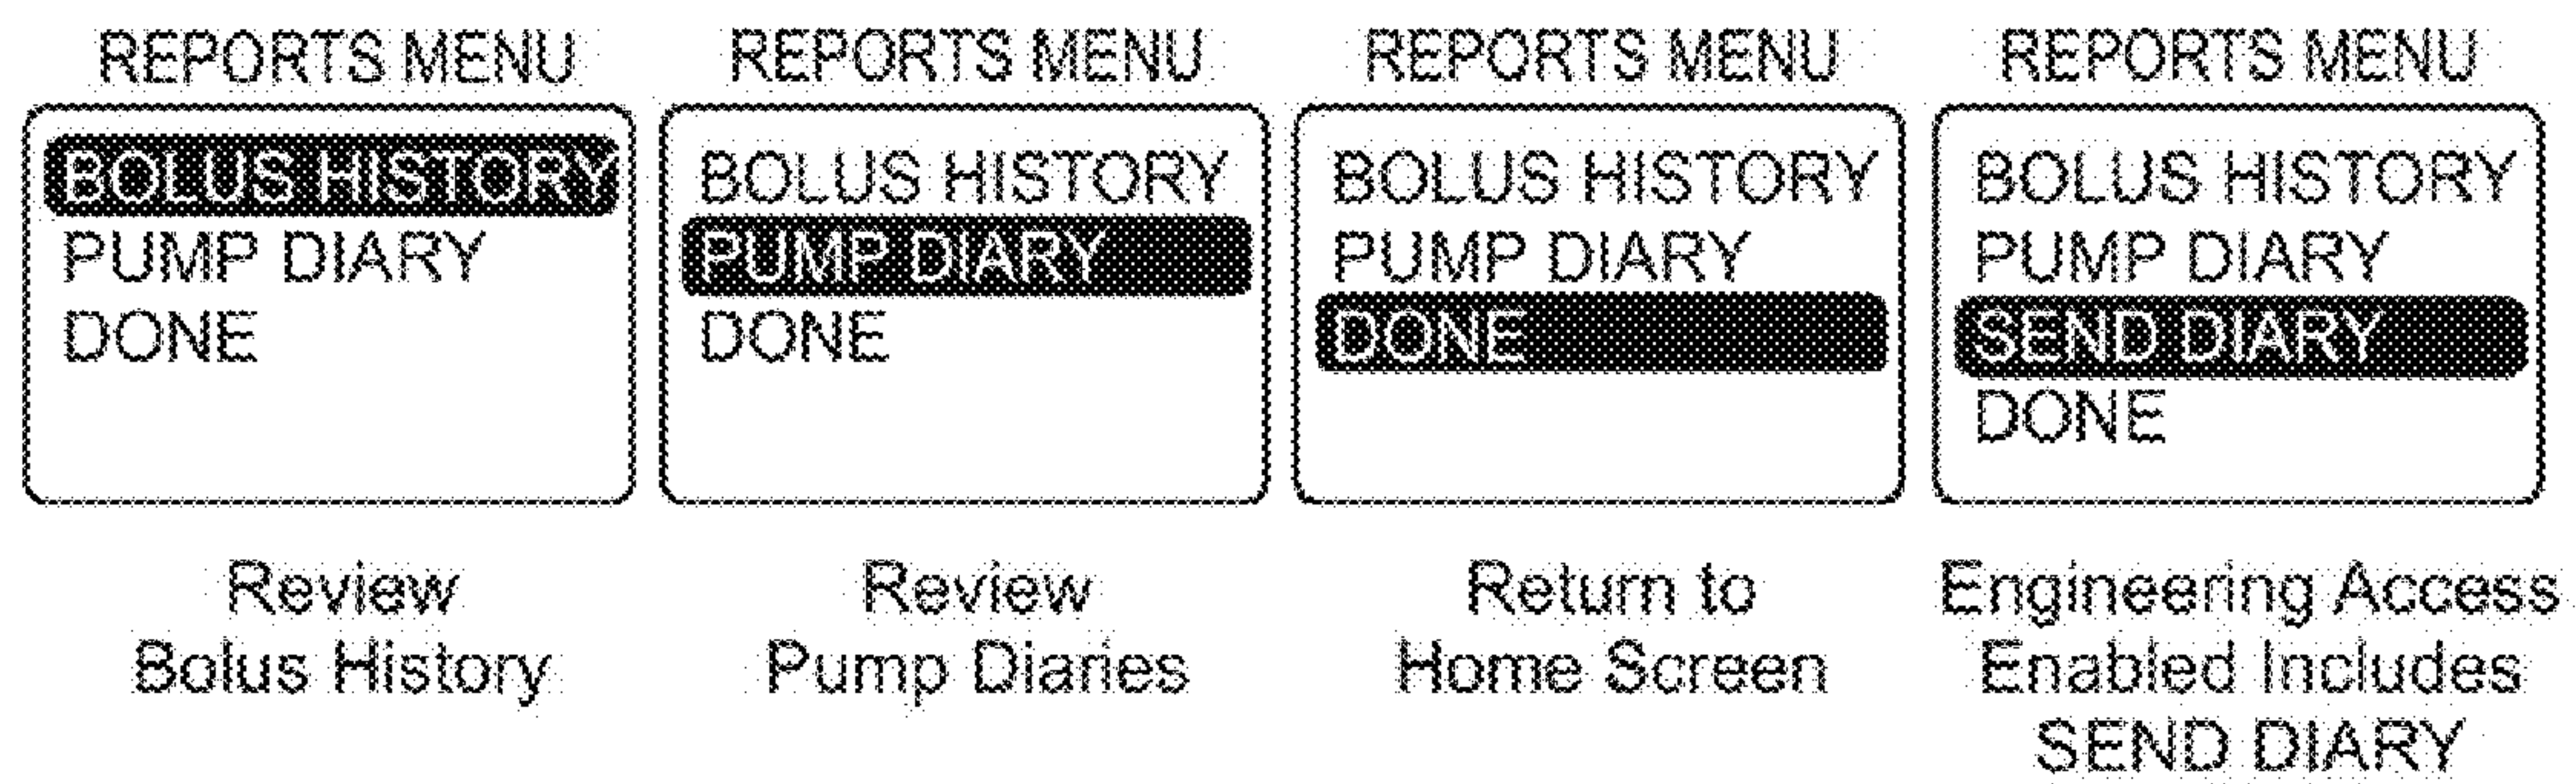 REPORTS MENU
BOLUS HISTORY
PUMP DIARY
DONE
Review
Bolus History
REPORTS MENU
BOLUS HISTORY
PUMP DIARY
DONE
Review
Pump Diaries
REPORTS MENU
BOLUS HISTORY
PUMP DIARY
DONE
Return to
Home Screen
REPORTS MENU
BOLUS HISTORY
PUMP DIARY
SEND DIARY
DONE
Engineering Access
Enabled Includes
SEND DIARY